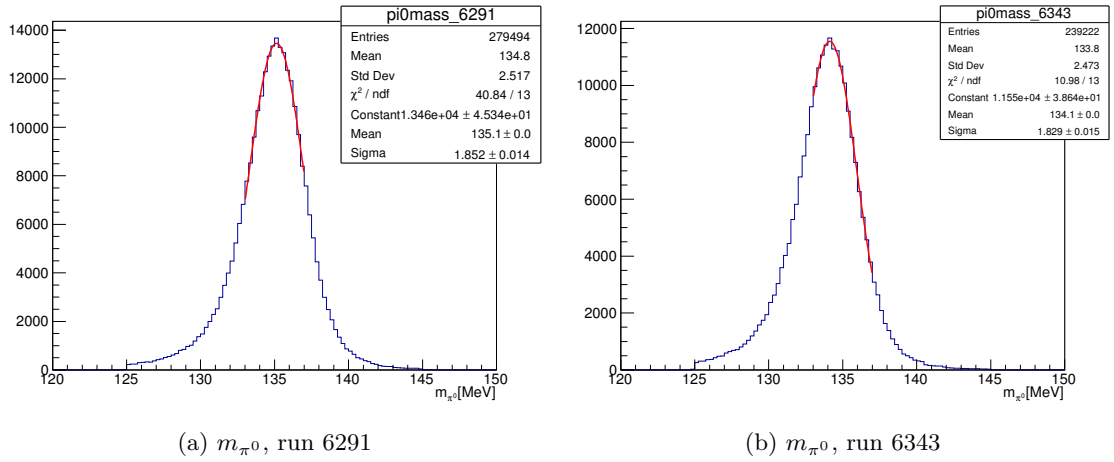 pi0mass_6291
Entries 279494
Mean 134.8
Std Dev 2.517
χ² / ndf 40.84 / 13
Constant1.346e+04 ± 4.534e+01
Mean 135.1 ± 0.0
Sigma 1.852 ± 0.014
14000
12000
10000
8000
6000
4000
2000
0
120 125 130 135 140 145 150
m_π⁰[MeV]
(a) m_π⁰, run 6291
pi0mass_6343
Entries 239222
Mean 133.8
Std Dev 2.473
χ² / ndf 10.98 / 13
Constant 1.155e+04 ± 3.864e+01
Mean 134.1 ± 0.0
Sigma 1.829 ± 0.015
12000
10000
8000
6000
4000
2000
0
120 125 130 135 140 145 150
m_π⁰[MeV]
(b) m_π⁰, run 6343